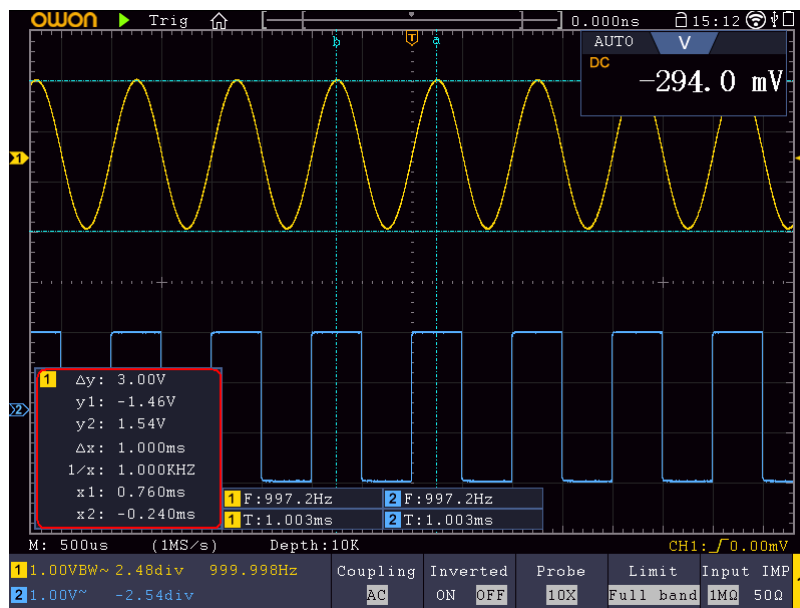 OWON Trig 0.000ns 15:12
b T a
AUTO V
DC
-294.0 mV
1
2
1 Δy: 3.00V
y1: -1.46V
y2: 1.54V
Δx: 1.000ms
1/x: 1.000KHZ
x1: 0.760ms
x2: -0.240ms
1 F:997.2Hz 2 F:997.2Hz
1 T:1.003ms 2 T:1.003ms
M: 500us (1MS/s) Depth:10K CH1:∫0.00mV
1 1.00VBW~ 2.48div 999.998Hz Coupling Inverted Probe Limit Input IMP
2 1.00V~ -2.54div AC ON OFF 10X Full band 1MΩ 50Ω